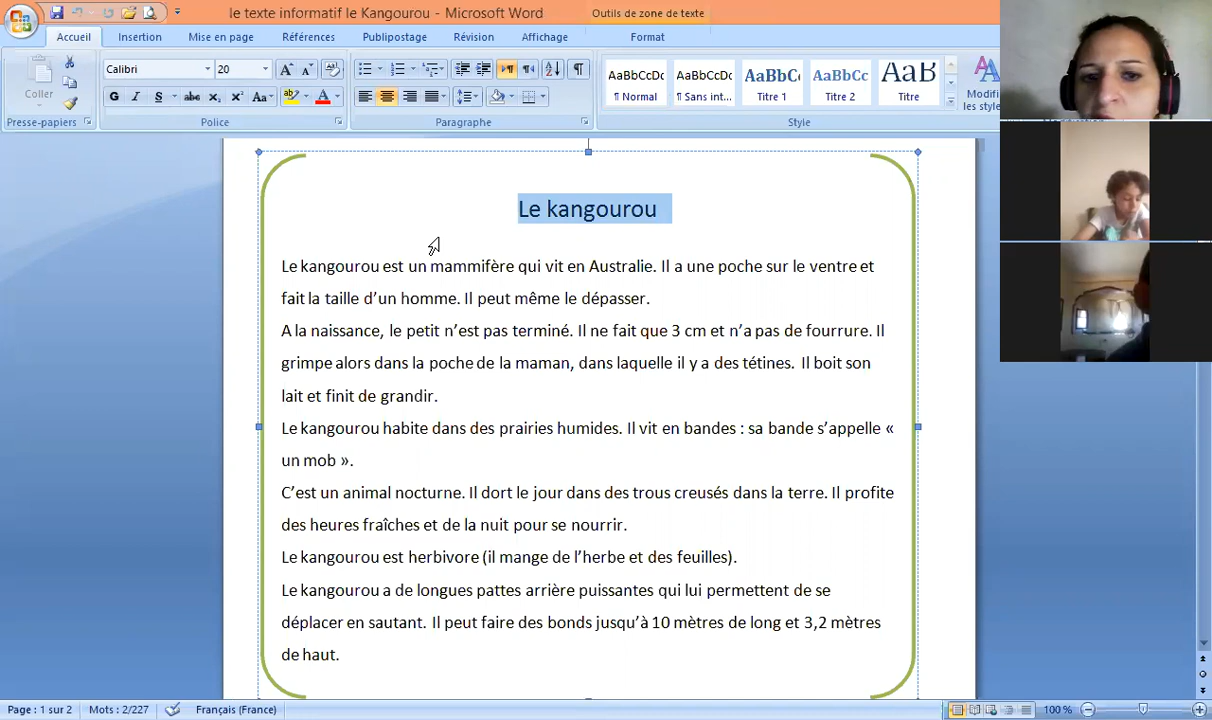 le texte informatif le Kangourou - Microsoft Word
Outils de zone de texte
Accueil Insertion Mise en page Références Publipostage Révision Affichage Format
Coller
Calibri 20
AaBbCcDc AaBbCcDc AaBbC AaBbCc AaB
¶ Normal ¶ Sans int... Titre 1 Titre 2 Titre
Modifi
les style
Presse-papiers Police Paragraphe Style
Le kangourou
Le kangourou est un mammifère qui vit en Australie. Il a une poche sur le ventre et
fait la taille d’un homme. Il peut même le dépasser.
A la naissance, le petit n’est pas terminé. Il ne fait que 3 cm et n’a pas de fourrure. Il
grimpe alors dans la poche de la maman, dans laquelle il y a des tétines. Il boit son
lait et finit de grandir.
Le kangourou habite dans des prairies humides. Il vit en bandes : sa bande s’appelle «
un mob ».
C’est un animal nocturne. Il dort le jour dans des trous creusés dans la terre. Il profite
des heures fraîches et de la nuit pour se nourrir.
Le kangourou est herbivore (il mange de l’herbe et des feuilles).
Le kangourou a de longues pattes arrière puissantes qui lui permettent de se
déplacer en sautant. Il peut faire des bonds jusqu’à 10 mètres de long et 3,2 mètres
de haut.
Page : 1 sur 2 Mots : 2/227 Français (France) 100 %